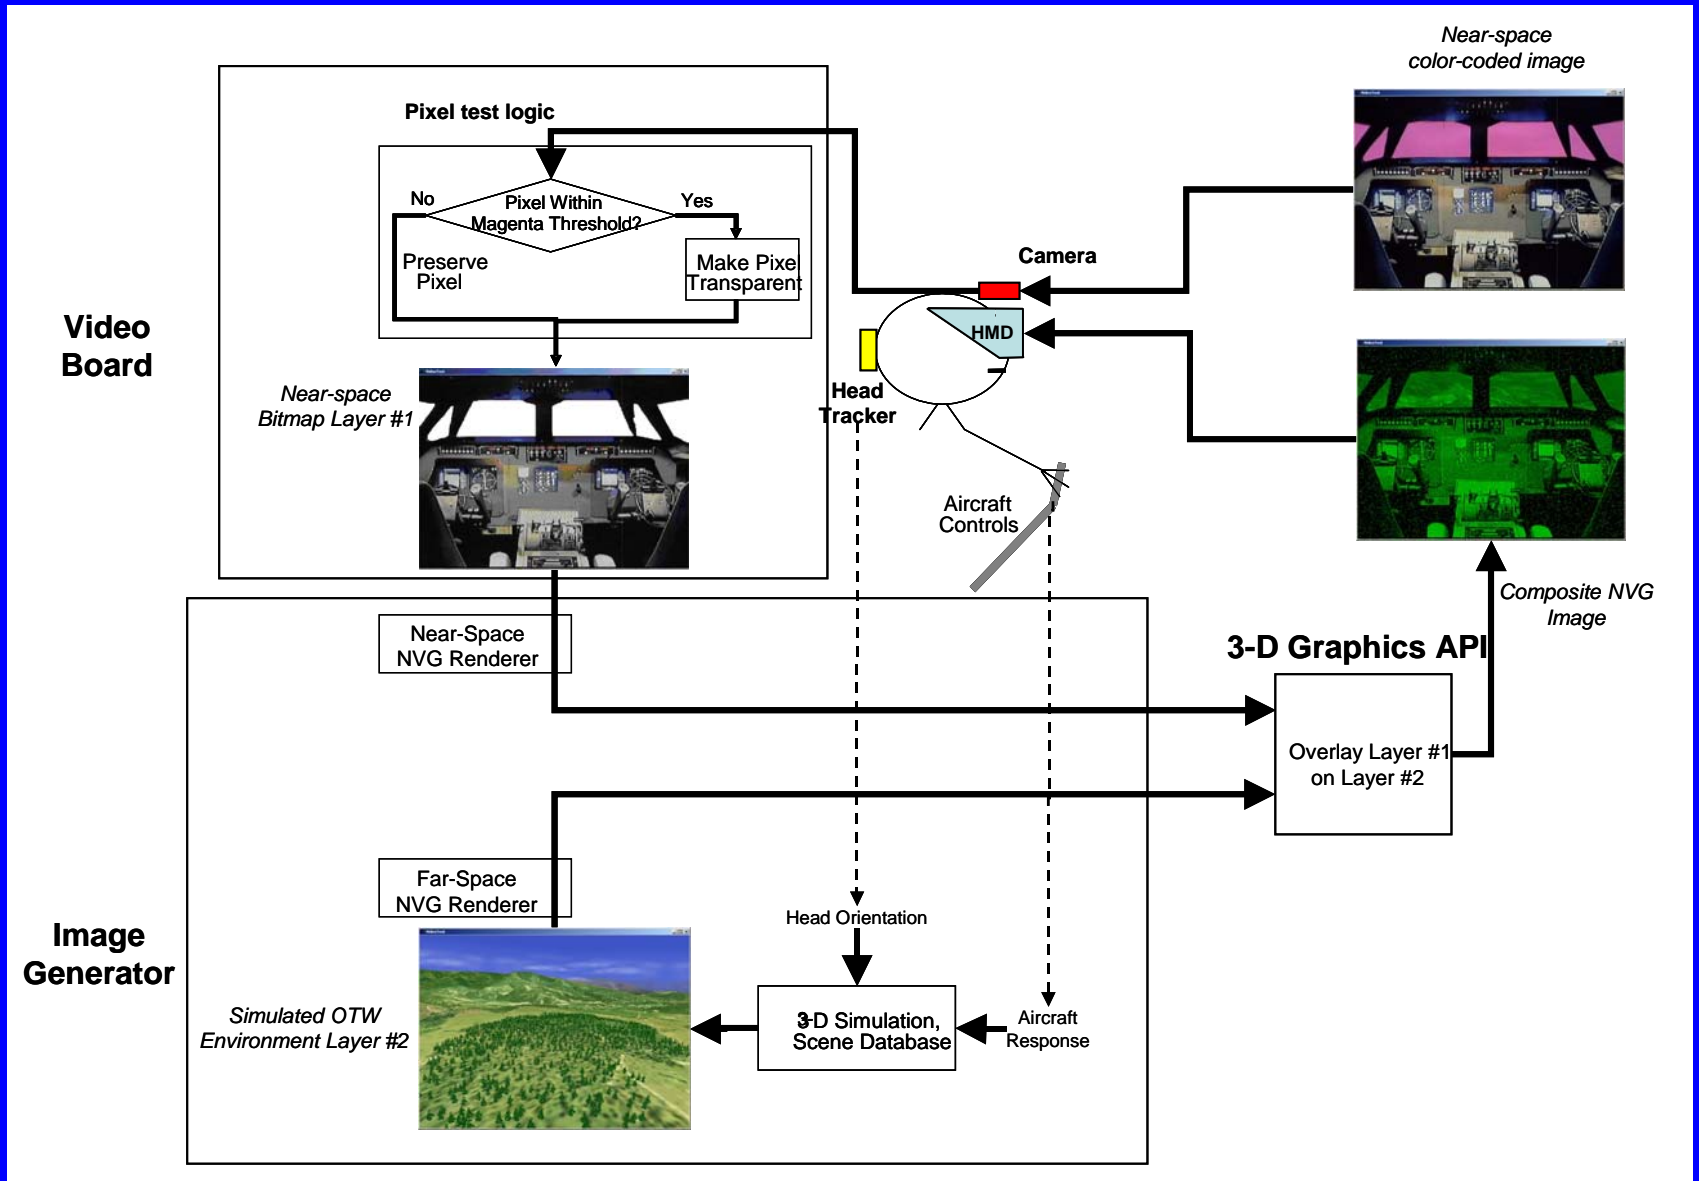 Near-space
color-coded image
Pixel test logic
No
Pixel Within
Magenta Threshold?
Yes
Preserve
Pixel
Make Pixel
Transparent
Camera
HMD
Video
Board
Near-space
Bitmap Layer #1
Head
Tracker
Aircraft
Controls
Composite NVG
Image
Near-Space
NVG Renderer
3-D Graphics API
Overlay Layer #1
on Layer #2
Far-Space
NVG Renderer
Head Orientation
Image
Generator
Simulated OTW
Environment Layer #2
3-D Simulation,
Scene Database
Aircraft
Response